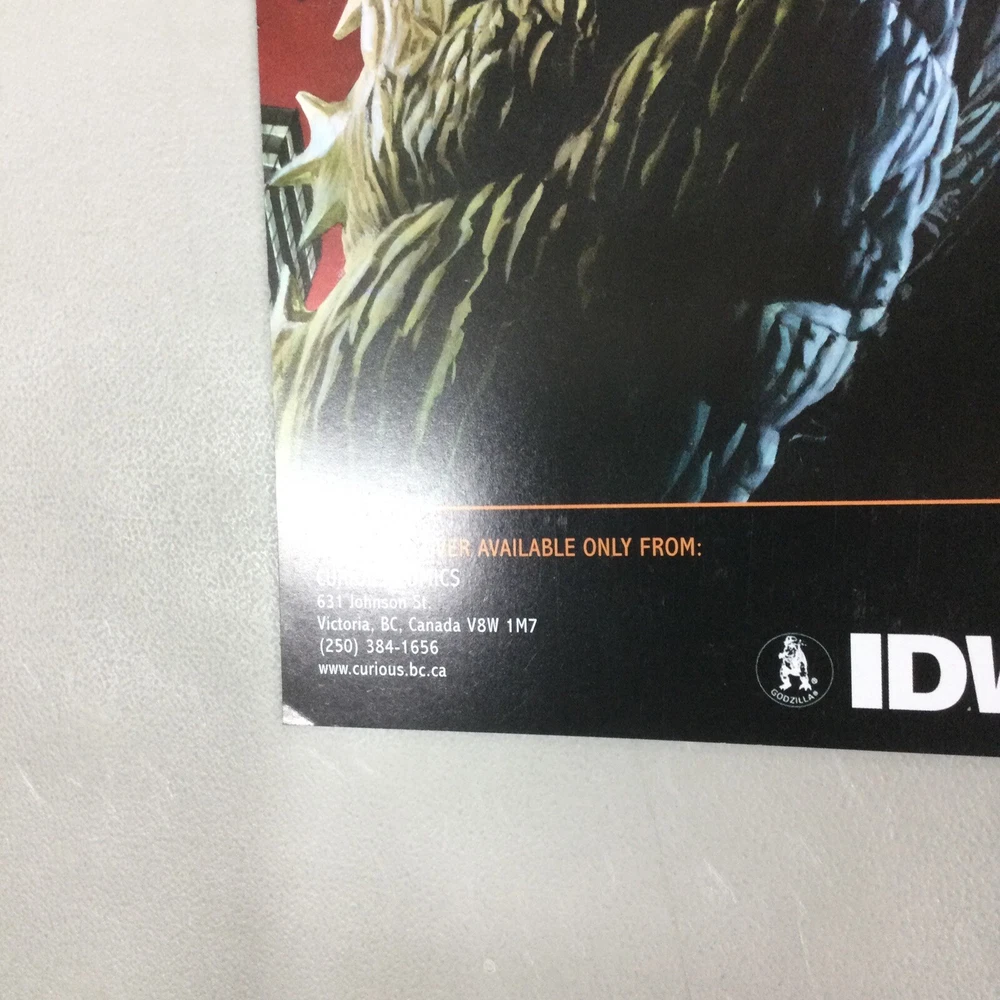 AVAILABLE ONLY FROM:
631 Johnson St.
Victoria, BC, Canada V8W 1M7
(250) 384-1656
www.curious.bc.ca
GODZILLA®
®